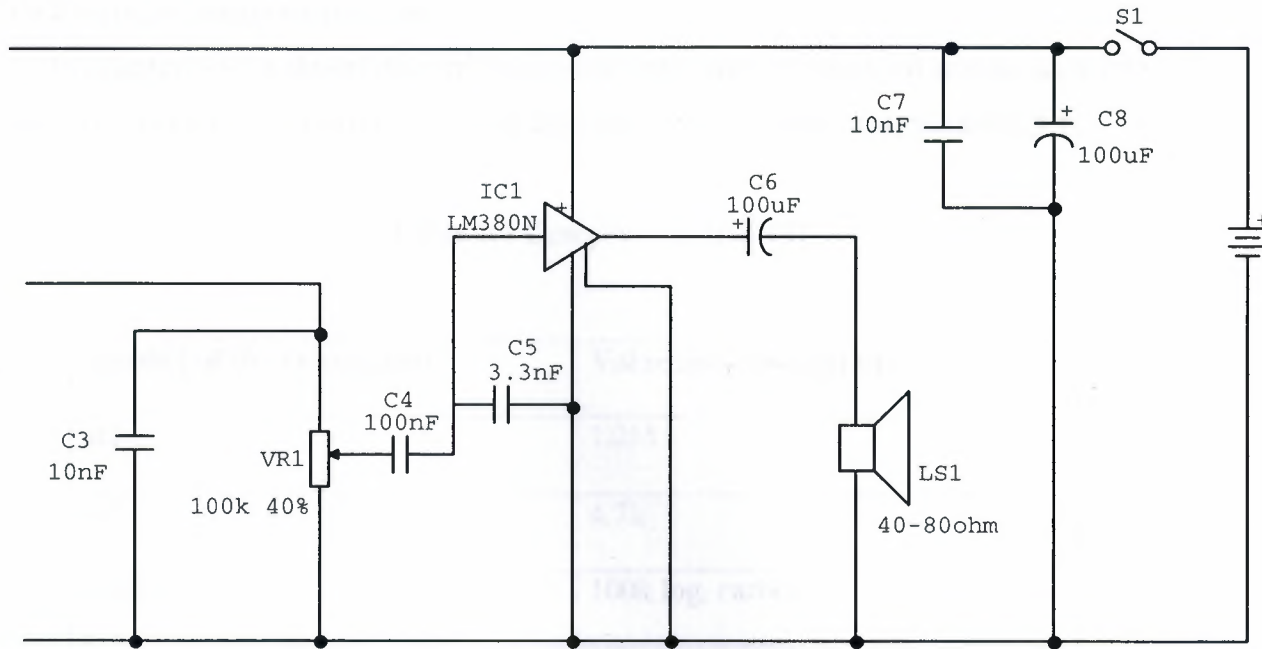 S1
C7
10nF
+
C8
100uF
C6
100uF
+
IC1
LM380N
+
+
C5
3.3nF
C4
100nF
C3
10nF
VR1
100k 40%
LS1
40-80ohm